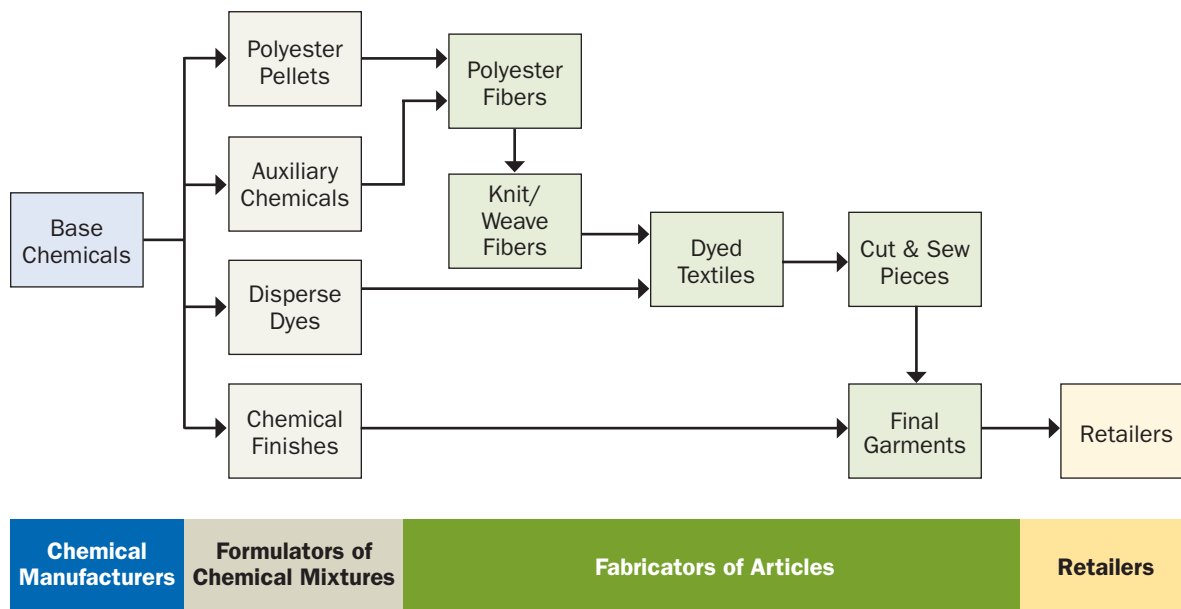 Polyester
Pellets
Polyester
Fibers
Auxiliary
Chemicals
Knit/
Weave
Fibers
Base
Chemicals
Dyed
Textiles
Cut & Sew
Pieces
Disperse
Dyes
Chemical
Finishes
Final
Garments
Retailers
Chemical
Manufacturers
Formulators of
Chemical Mixtures
Fabricators of Articles
Retailers